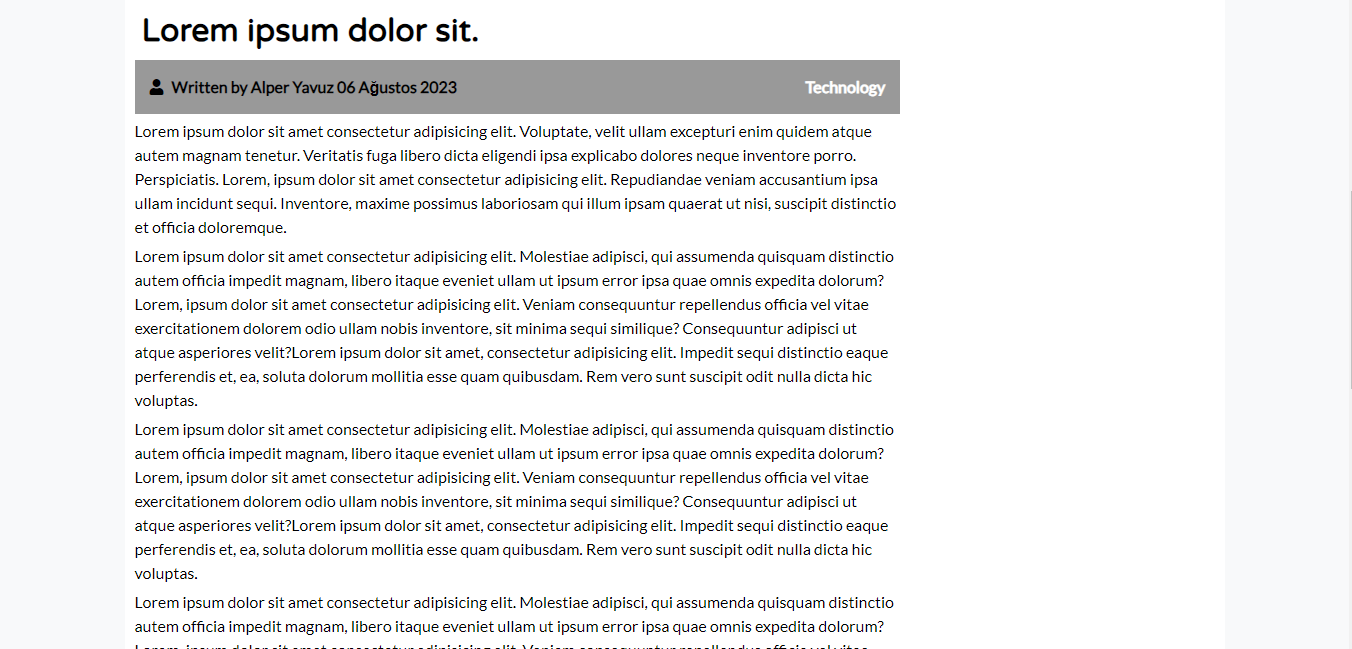 Lorem ipsum dolor sit.
Written by Alper Yavuz 06 Ağustos 2023
Technology
Lorem ipsum dolor sit amet consectetur adipisicing elit. Voluptate, velit ullam excepturi enim quidem atque
autem magnam tenetur. Veritatis fuga libero dicta eligendi ipsa explicabo dolores neque inventore porro.
Perspiciatis. Lorem, ipsum dolor sit amet consectetur adipisicing elit. Repudiandae veniam accusantium ipsa
ullam incidunt sequi. Inventore, maxime possimus laboriosam qui illum ipsam quaerat ut nisi, suscipit distinctio
et officia doloremque.
Lorem ipsum dolor sit amet consectetur adipisicing elit. Molestiae adipisci, qui assumenda quisquam distinctio
autem officia impedit magnam, libero itaque eveniet ullam ut ipsum error ipsa quae omnis expedita dolorum?
Lorem, ipsum dolor sit amet consectetur adipisicing elit. Veniam consequuntur repellendus officia vel vitae
exercitationem dolorem odio ullam nobis inventore, sit minima sequi similique? Consequuntur adipisci ut
atque asperiores velit?Lorem ipsum dolor sit amet, consectetur adipisicing elit. Impedit sequi distinctio eaque
perferendis et, ea, soluta dolorum mollitia esse quam quibusdam. Rem vero sunt suscipit odit nulla dicta hic
voluptas.
Lorem ipsum dolor sit amet consectetur adipisicing elit. Molestiae adipisci, qui assumenda quisquam distinctio
autem officia impedit magnam, libero itaque eveniet ullam ut ipsum error ipsa quae omnis expedita dolorum?
Lorem, ipsum dolor sit amet consectetur adipisicing elit. Veniam consequuntur repellendus officia vel vitae
exercitationem dolorem odio ullam nobis inventore, sit minima sequi similique? Consequuntur adipisci ut
atque asperiores velit?Lorem ipsum dolor sit amet, consectetur adipisicing elit. Impedit sequi distinctio eaque
perferendis et, ea, soluta dolorum mollitia esse quam quibusdam. Rem vero sunt suscipit odit nulla dicta hic
voluptas.
Lorem ipsum dolor sit amet consectetur adipisicing elit. Molestiae adipisci, qui assumenda quisquam distinctio
autem officia impedit magnam, libero itaque eveniet ullam ut ipsum error ipsa quae omnis expedita dolorum?